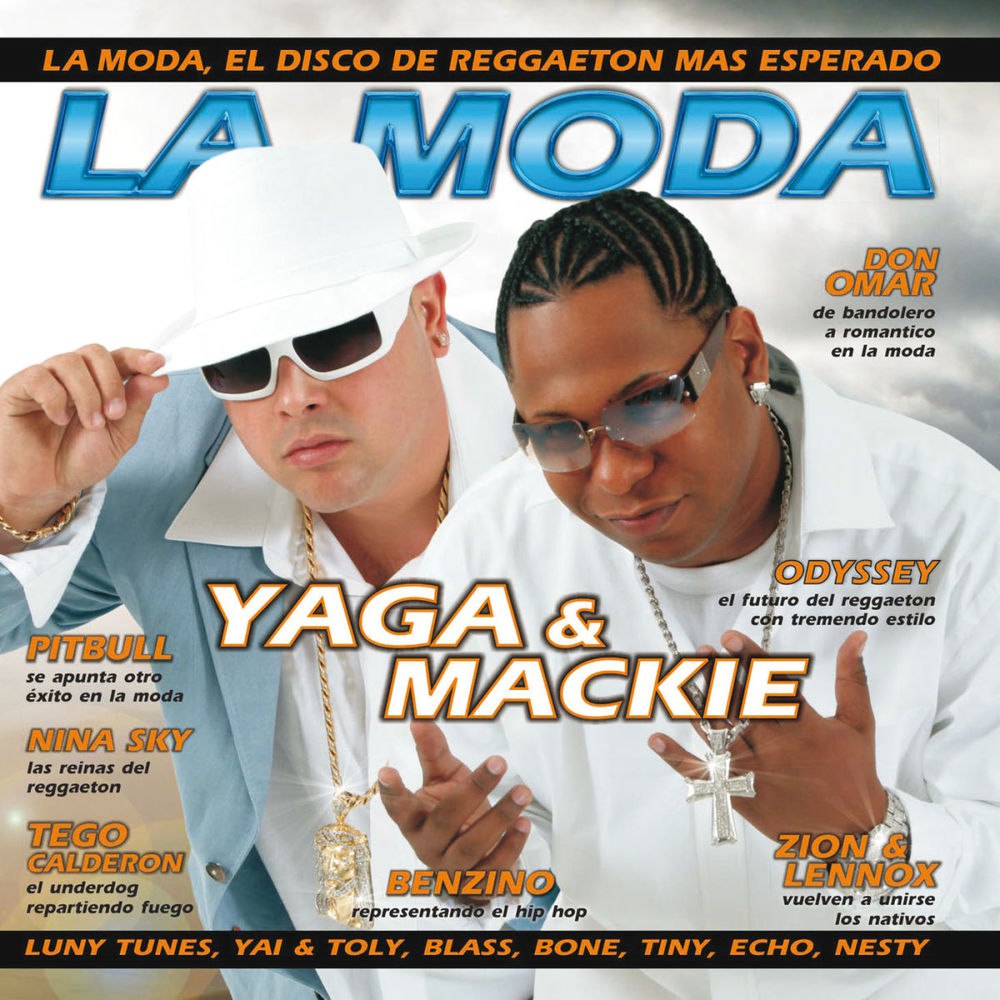 LA MODA, EL DISCO DE REGGAETON MAS ESPERADO
LA MODA
DON
OMAR
de bandolero
a romantico
en la moda
ODYSSEY
el futuro del reggaeton
con tremendo estilo
YAGA &
MACKIE
PITBULL
se apunta otro
éxito en la moda
NINA SKY
las reinas del
reggaeton
TEGO
CALDERON
el underdog
repartiendo fuego
BENZINO
representando el hip hop
ZION &
LENNOX
vuelven a unirse
los nativos
LUNY TUNES, YAI & TOLY, BLASS, BONE, TINY, ECHO, NESTY